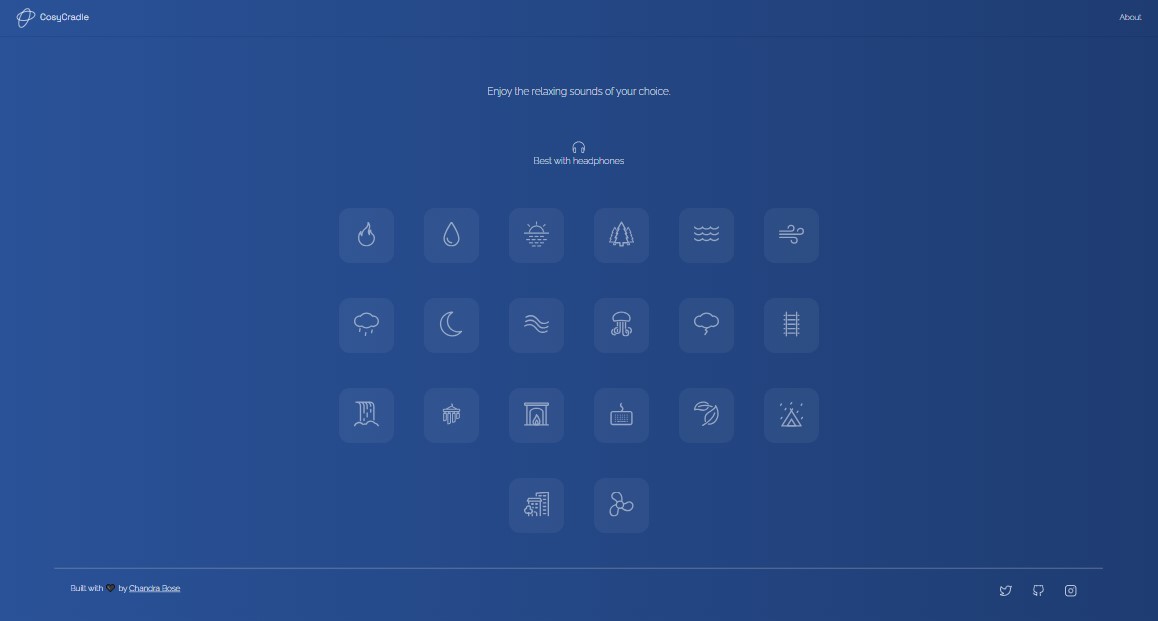 CosyCradle
About
Enjoy the relaxing sounds of your choice.
Best with headphones
Built with 🖤 by Chandra Bose